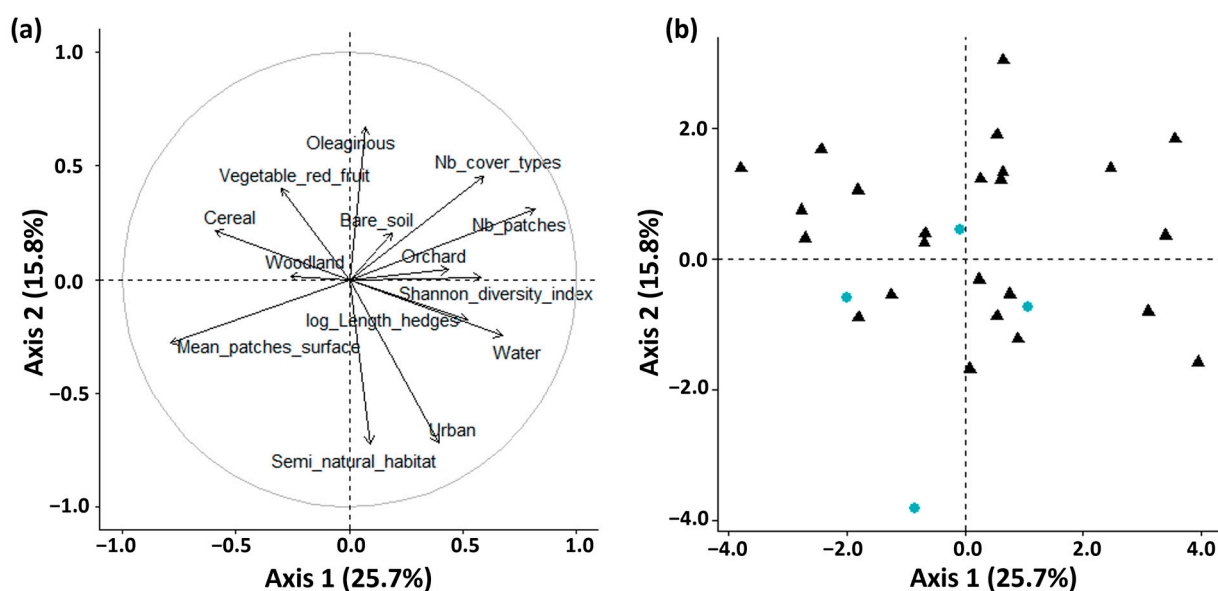 (a)
1.0
0.5
0.0
−0.5
−1.0
Axis 2 (15.8%)
Oleaginous
Nb_cover_types
Vegetable_red_fruit
Cereal
Bare_soil
Nb_patches
Woodland
Orchard
Shannon_diversity_index
log_Length_hedges
Mean_patches_surface
Water
Urban
Semi_natural_habitat
−1.0 −0.5 0.0 0.5 1.0
Axis 1 (25.7%)
(b)
2.0
0.0
−2.0
−4.0
Axis 2 (15.8%)
−4.0 −2.0 0.0 2.0 4.0
Axis 1 (25.7%)